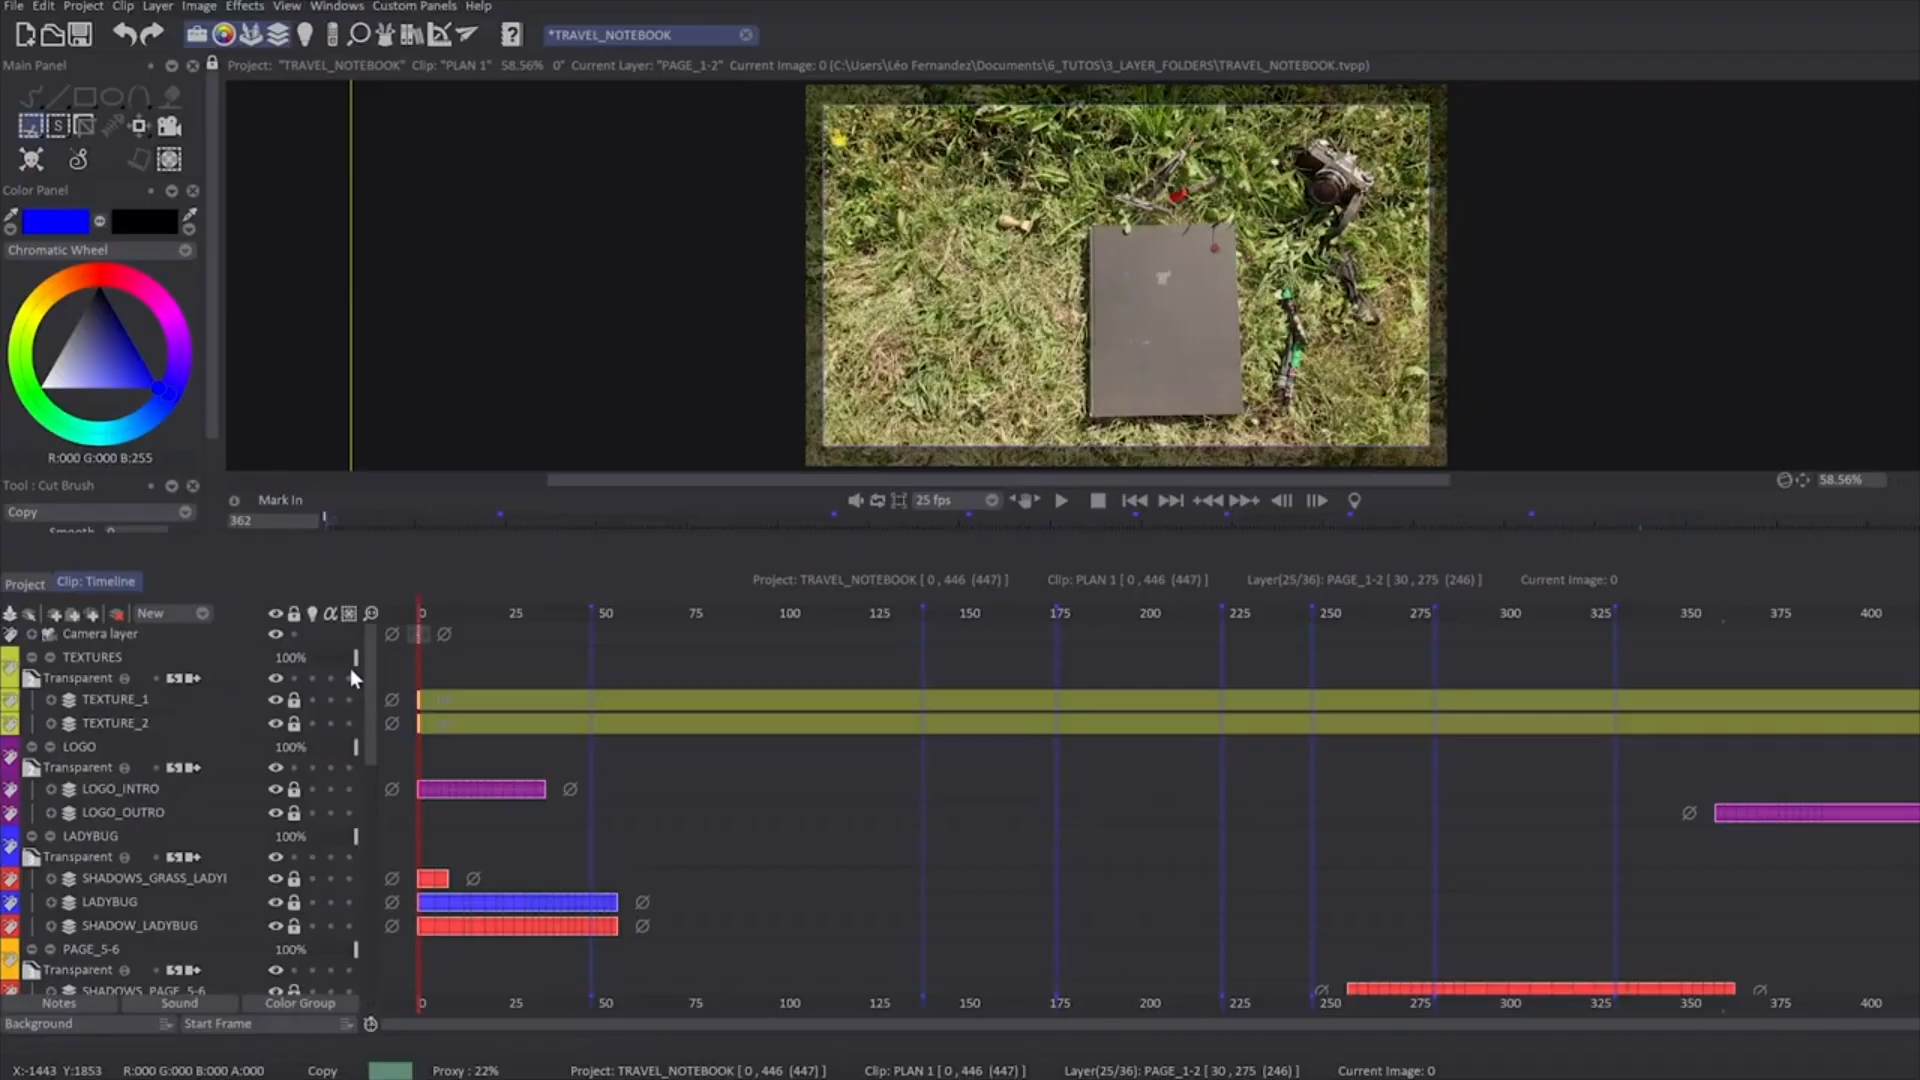 File Edit Project Clip Layer Image Effects View Windows Custom Panels Help
*TRAVEL_NOTEBOOK
Main Panel
Project: "TRAVEL_NOTEBOOK" Clip: "PLAN 1" 58.56% 0° Current Layer: "PAGE_1-2" Current Image: 0 (C:\Users\Léo Fernandez\Documents\6_TUTOS\3_LAYER_FOLDERS\TRAVEL_NOTEBOOK.tvpp)
Color Panel
Chromatic Wheel
R:000 G:000 B:255
Tool : Cut Brush
Copy
Smooth 0
Mark In
362
25 fps
58.56%
Project
Clip: Timeline
Project: TRAVEL_NOTEBOOK [ 0 , 446 (447) ] Clip: PLAN 1 [ 0 , 446 (447) ] Layer(25/36): PAGE_1-2 [ 30 , 275 (246) ] Current Image: 0
New
0 25 50 75 100 125 150 175 200 225 250 275 300 325 350 375 400
Camera layer
TEXTURES 100%
Transparent
TEXTURE_1
TEXTURE_2
LOGO 100%
Transparent
LOGO_INTRO
LOGO_OUTRO
LADYBUG 100%
Transparent
SHADOWS_GRASS_LADYI
LADYBUG
SHADOW_LADYBUG
PAGE_5-6 100%
Transparent
SHADOWS_PAGE_5-6
Notes Sound Color Group
0 25 50 75 100 125 150 175 200 225 250 275 300 325 350 375 400
Background Start Frame
X:-1443 Y:1853 R:000 G:000 B:000 A:000 Copy Proxy : 22% Project: TRAVEL_NOTEBOOK [ 0 , 446 (447) ] Clip: PLAN 1 [ 0 , 446 (447) ] Layer(25/36): PAGE_1-2 [ 30 , 275 (246) ] Current Image: 0